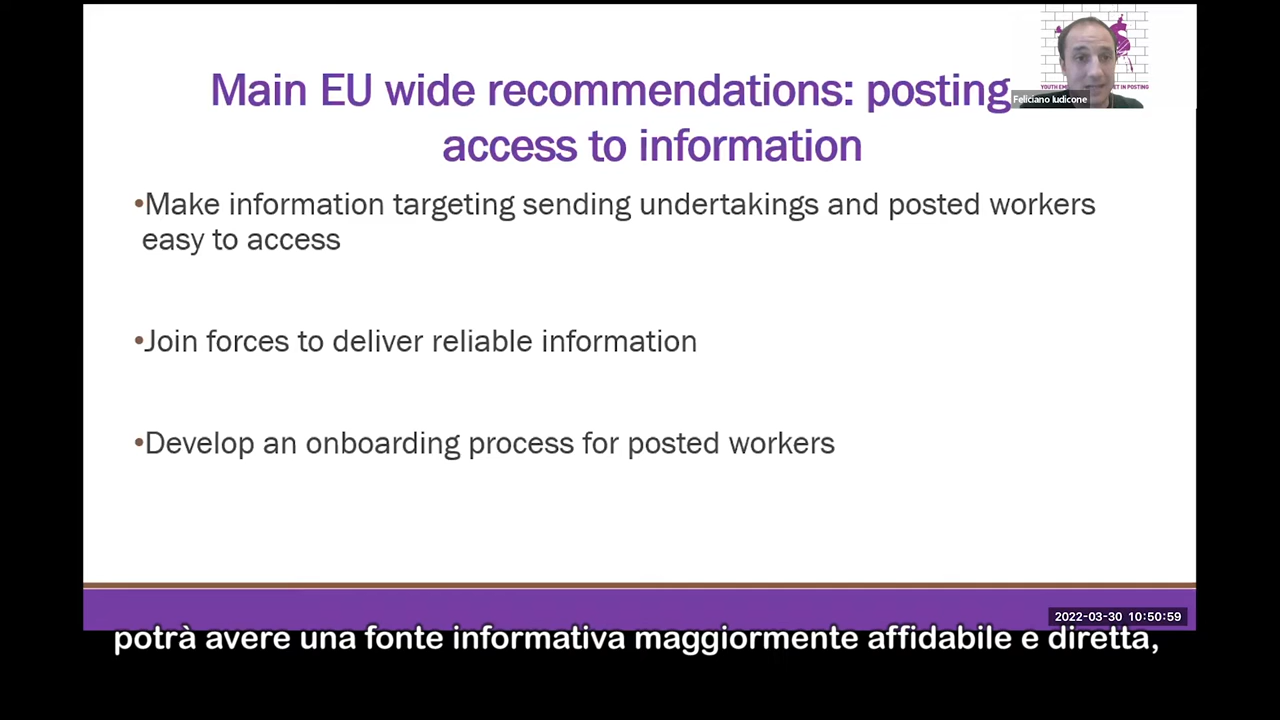 Main EU wide recommendations: posting
access to information
Feliciano Iudicone
•Make information targeting sending undertakings and posted workers
easy to access
•Join forces to deliver reliable information
•Develop an onboarding process for posted workers
2022-03-30 10:50:59
potrà avere una fonte informativa maggiormente affidabile e diretta,